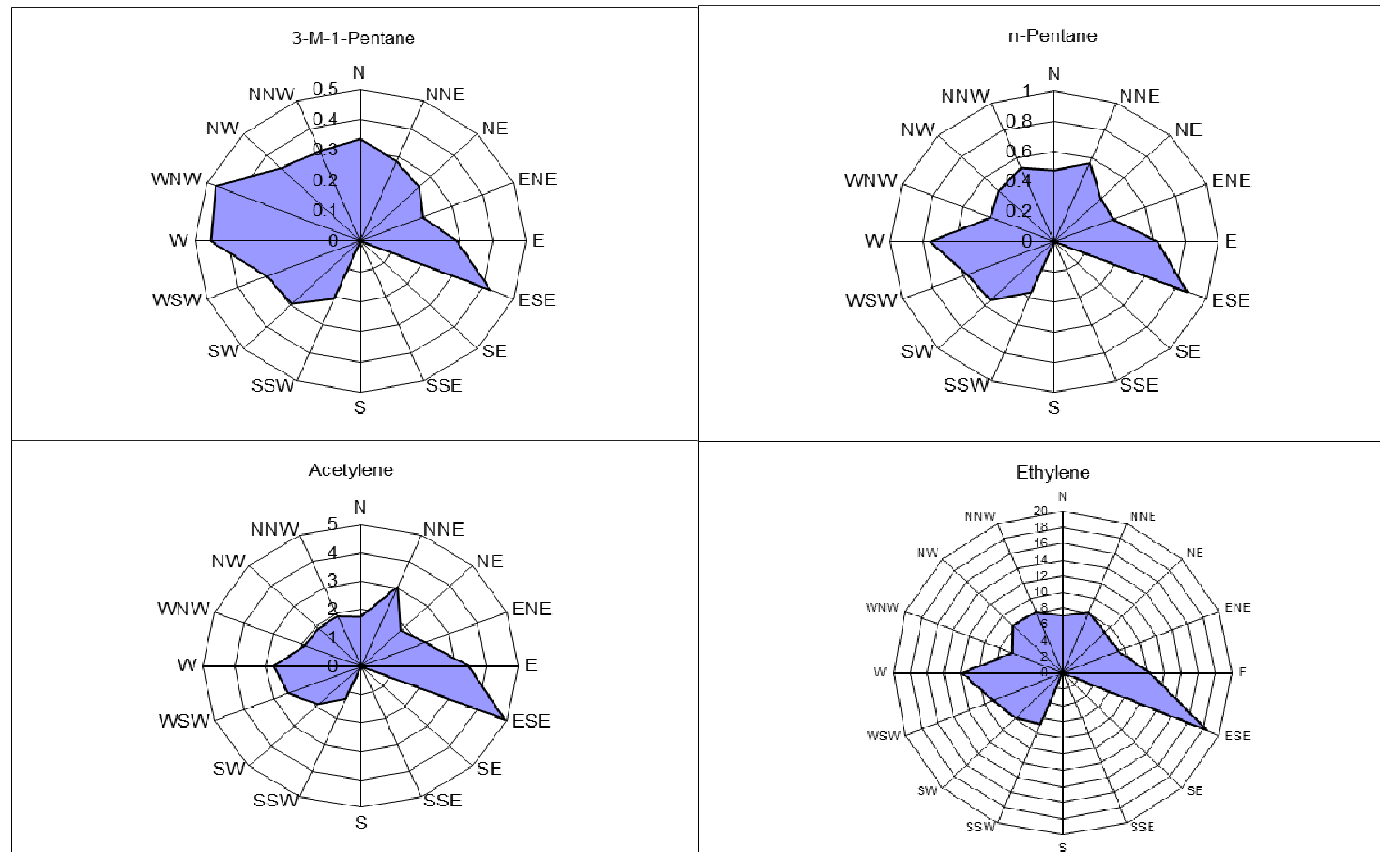 3-M-1-Pentane
N
0.5
NNW
NNE
0.4
NW
NE
0.3
WNW
ENE
0.2
0.1
W
0
E
WSW
ESE
SW
SE
SSW
SSE
S
n-Pentane
N
1
NNW
NNE
0.8
NW
NE
0.6
WNW
ENE
0.4
0.2
W
0
E
WSW
ESE
SW
SE
SSW
SSE
S
Acetylene
N
5
NNW
NNE
4
NW
NE
3
WNW
ENE
2
1
W
0
E
WSW
ESE
SW
SE
SSW
SSE
S
Ethylene
N
20
NNW
NNE
18
16
NW
NE
14
12
10
WNW
ENE
8
6
4
2
W
0
E
WSW
ESE
SW
SE
SSW
SSE
S